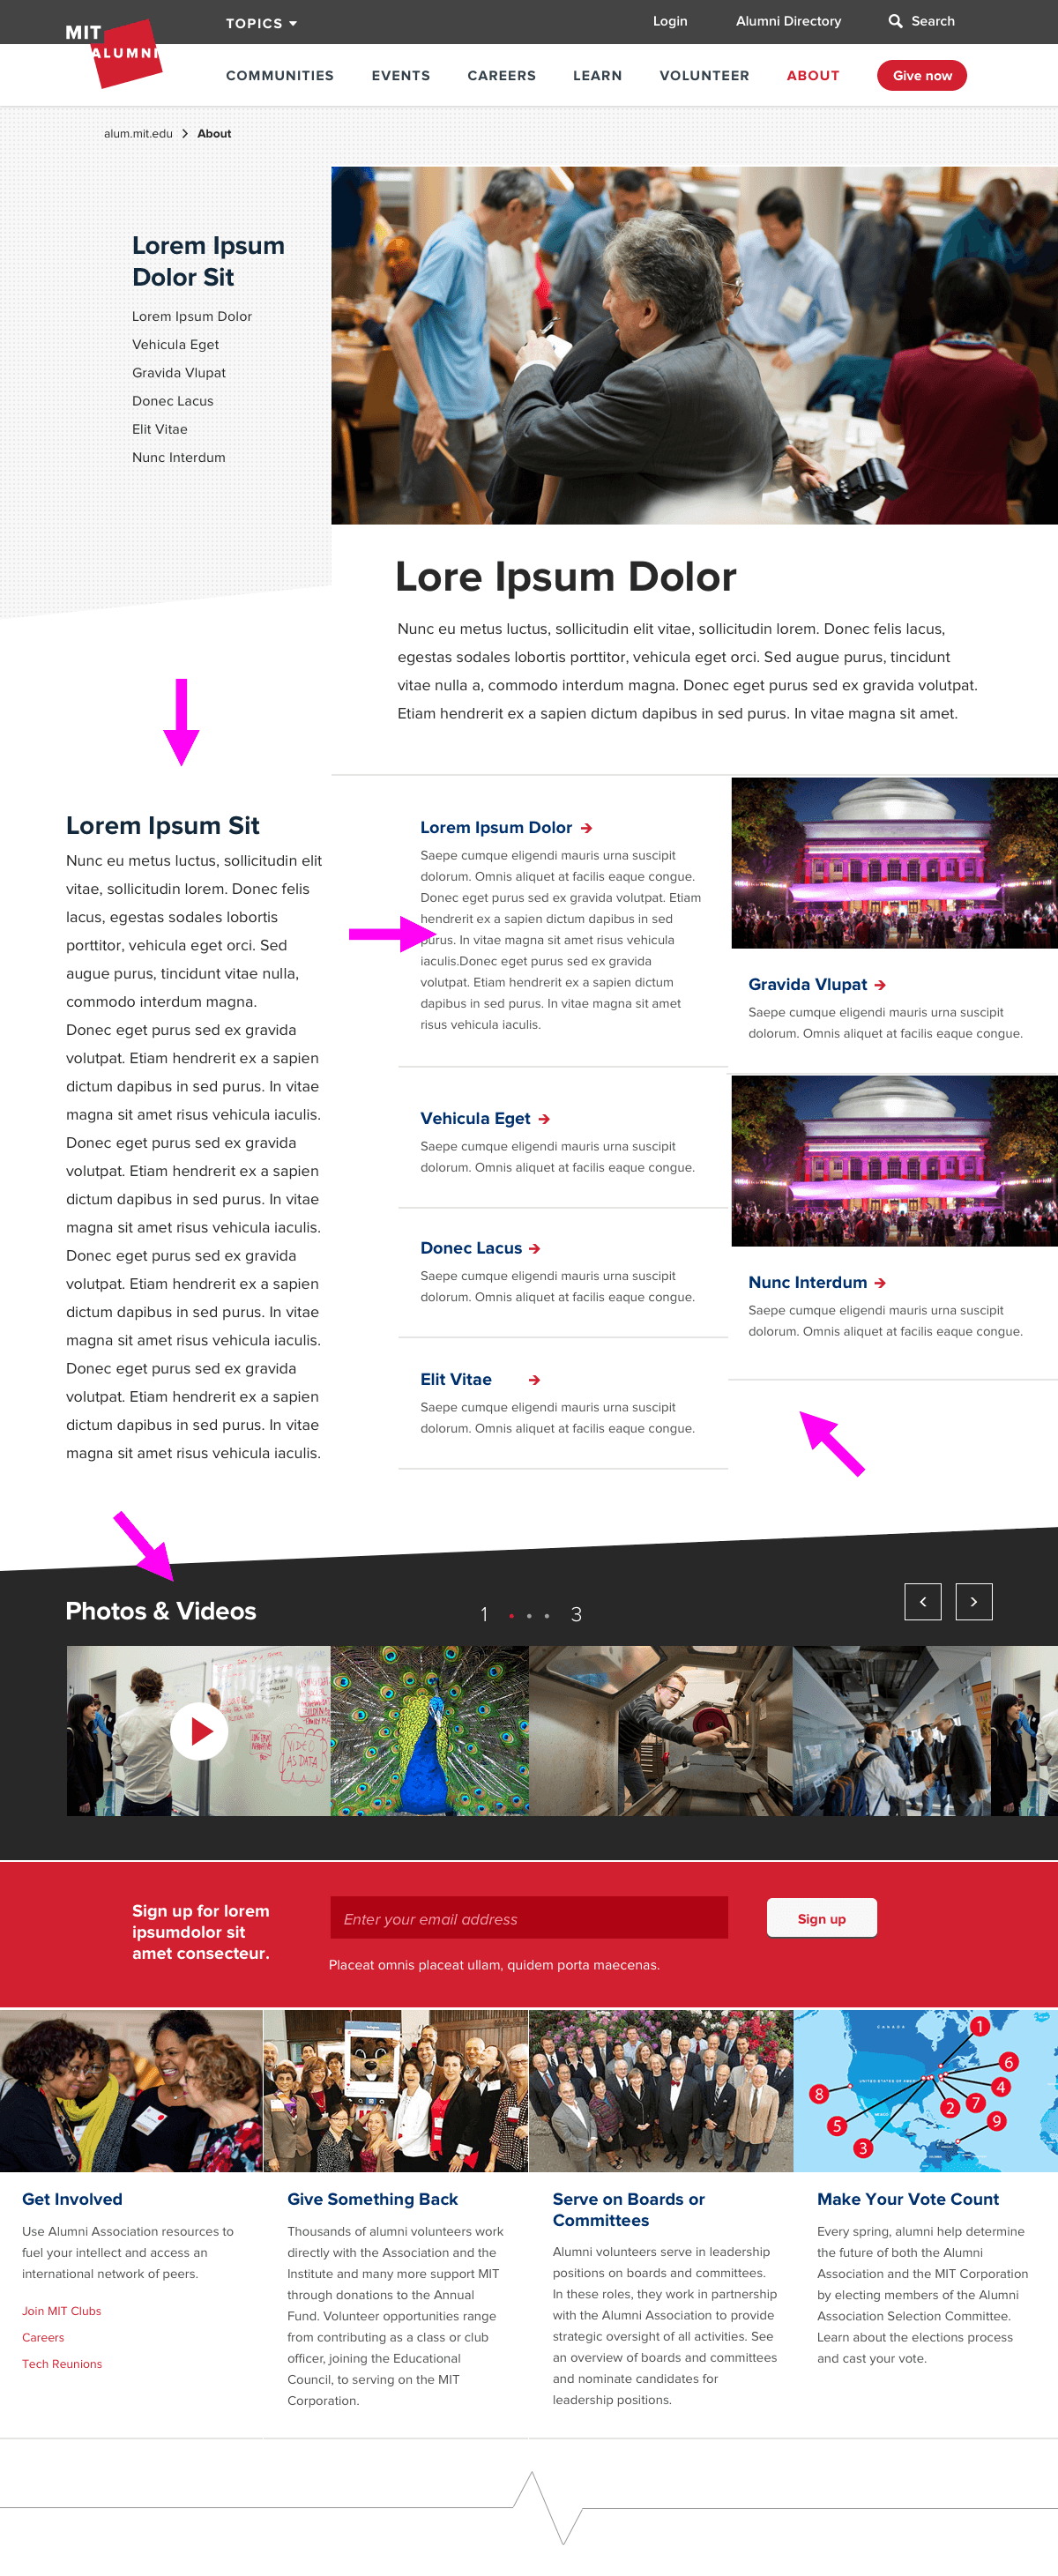 MIT
ALUMNI
TOPICS
Login
Alumni Directory
Search
COMMUNITIES
EVENTS
CAREERS
LEARN
VOLUNTEER
ABOUT
Give now
alum.mit.edu
About
Lorem Ipsum
Dolor Sit
Lorem Ipsum Dolor
Vehicula Eget
Gravida Vlupat
Donec Lacus
Elit Vitae
Nunc Interdum
Lore Ipsum Dolor
Nunc eu metus luctus, sollicitudin elit vitae, sollicitudin lorem. Donec felis lacus,
egestas sodales lobortis porttitor, vehicula eget orci. Sed augue purus, tincidunt
vitae nulla a, commodo interdum magna. Donec eget purus sed ex gravida volutpat.
Etiam hendrerit ex a sapien dictum dapibus in sed purus. In vitae magna sit amet.
Lorem Ipsum Sit
Nunc eu metus luctus, sollicitudin elit
vitae, sollicitudin lorem. Donec felis
lacus, egestas sodales lobortis
porttitor, vehicula eget orci. Sed
augue purus, tincidunt vitae nulla,
commodo interdum magna.
Donec eget purus sed ex gravida
volutpat. Etiam hendrerit ex a sapien
dictum dapibus in sed purus. In vitae
magna sit amet risus vehicula iaculis.
Donec eget purus sed ex gravida
volutpat. Etiam hendrerit ex a sapien
dictum dapibus in sed purus. In vitae
magna sit amet risus vehicula iaculis.
Donec eget purus sed ex gravida
volutpat. Etiam hendrerit ex a sapien
dictum dapibus in sed purus. In vitae
magna sit amet risus vehicula iaculis.
Donec eget purus sed ex gravida
volutpat. Etiam hendrerit ex a sapien
dictum dapibus in sed purus. In vitae
magna sit amet risus vehicula iaculis.
Lorem Ipsum Dolor
Saepe cumque eligendi mauris urna suscipit
dolorum. Omnis aliquet at facilis eaque congue.
Donec eget purus sed ex gravida volutpat. Etiam
hendrerit ex a sapien dictum dapibus in sed
purus. In vitae magna sit amet risus vehicula
iaculis.Donec eget purus sed ex gravida
volutpat. Etiam hendrerit ex a sapien dictum
dapibus in sed purus. In vitae magna sit amet
risus vehicula iaculis.
Vehicula Eget
Saepe cumque eligendi mauris urna suscipit
dolorum. Omnis aliquet at facilis eaque congue.
Donec Lacus
Saepe cumque eligendi mauris urna suscipit
dolorum. Omnis aliquet at facilis eaque congue.
Elit Vitae
Saepe cumque eligendi mauris urna suscipit
dolorum. Omnis aliquet at facilis eaque congue.
Gravida Vlupat
Saepe cumque eligendi mauris urna suscipit
dolorum. Omnis aliquet at facilis eaque congue.
Nunc Interdum
Saepe cumque eligendi mauris urna suscipit
dolorum. Omnis aliquet at facilis eaque congue.
Photos & Videos
1
3
VIDEO
AS DATA
Sign up for lorem
ipsumdolor sit
amet consecteur.
Enter your email address
Sign up
Placeat omnis placeat ullam, quidem porta maecenas.
CANADA
UNITED STATES OF
MEXICO
1
6
4
8
2
7
5
9
3
Get Involved
Use Alumni Association resources to
fuel your intellect and access an
international network of peers.
Join MIT Clubs
Careers
Tech Reunions
Give Something Back
Thousands of alumni volunteers work
directly with the Association and the
Institute and many more support MIT
through donations to the Annual
Fund. Volunteer opportunities range
from contributing as a class or club
officer, joining the Educational
Council, to serving on the MIT
Corporation.
Serve on Boards or
Committees
Alumni volunteers serve in leadership
positions on boards and committees.
In these roles, they work in partnership
with the Alumni Association to provide
strategic oversight of all activities. See
an overview of boards and committees
and nominate candidates for
leadership positions.
Make Your Vote Count
Every spring, alumni help determine
the future of both the Alumni
Association and the MIT Corporation
by electing members of the Alumni
Association Selection Committee.
Learn about the elections process
and cast your vote.